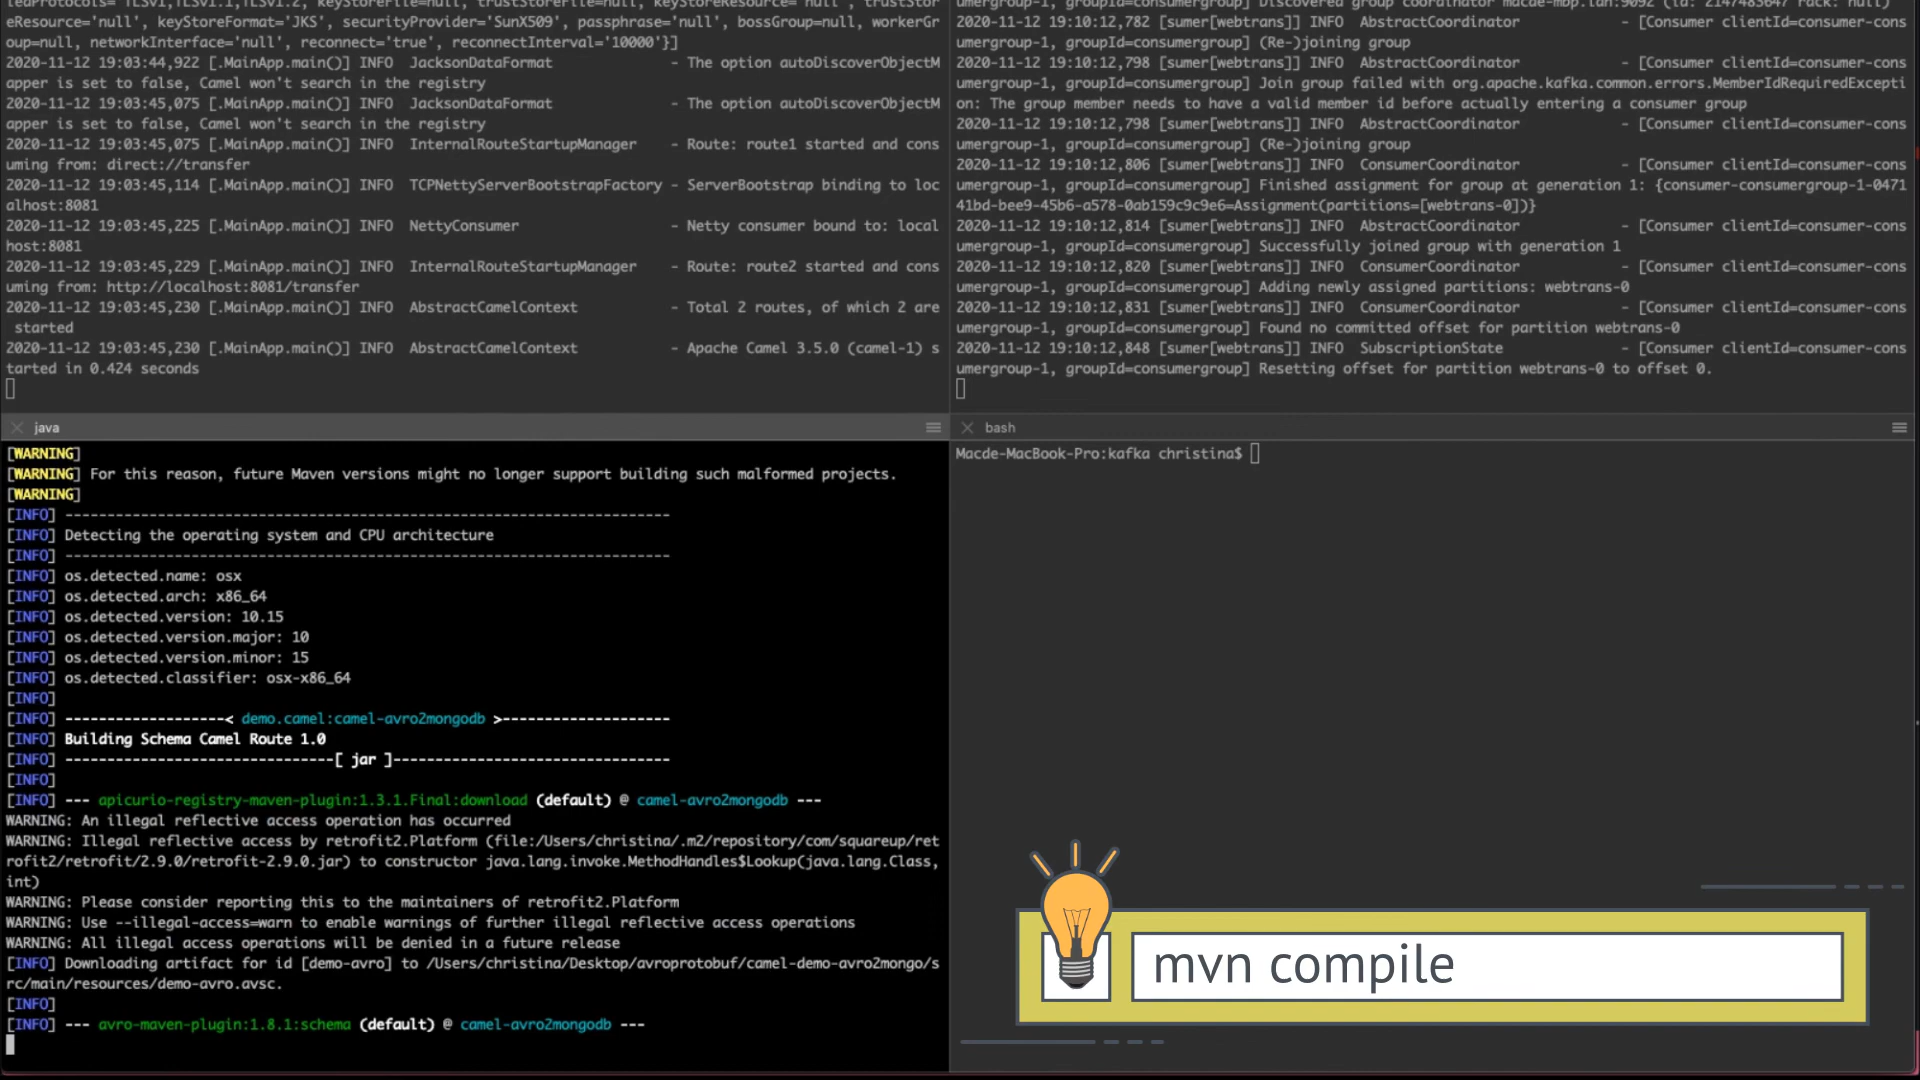 ledProtocols='TLSv1,TLSv1.1,TLSv1.2, keyStoreFile=null, trustStoreFile=null, keyStoreResource='null', trustStor
eResource='null', keyStoreFormat='JKS', securityProvider='SunX509', passphrase='null', bossGroup=null, workerGr
oup=null, networkInterface='null', reconnect='true', reconnectInterval='10000'}]
2020-11-12 19:03:44,922 [.MainApp.main()] INFO  JacksonDataFormat              - The option autoDiscoverObjectM
apper is set to false, Camel won't search in the registry
2020-11-12 19:03:45,075 [.MainApp.main()] INFO  JacksonDataFormat              - The option autoDiscoverObjectM
apper is set to false, Camel won't search in the registry
2020-11-12 19:03:45,075 [.MainApp.main()] INFO  InternalRouteStartupManager    - Route: route1 started and cons
uming from: direct://transfer
2020-11-12 19:03:45,114 [.MainApp.main()] INFO  TCPNettyServerBootstrapFactory - ServerBootstrap binding to loc
alhost:8081
2020-11-12 19:03:45,225 [.MainApp.main()] INFO  NettyConsumer                  - Netty consumer bound to: local
host:8081
2020-11-12 19:03:45,229 [.MainApp.main()] INFO  InternalRouteStartupManager    - Route: route2 started and cons
uming from: http://localhost:8081/transfer
2020-11-12 19:03:45,230 [.MainApp.main()] INFO  AbstractCamelContext           - Total 2 routes, of which 2 are
 started
2020-11-12 19:03:45,230 [.MainApp.main()] INFO  AbstractCamelContext           - Apache Camel 3.5.0 (camel-1) s
tarted in 0.424 seconds
umergroup-1, groupId=consumergroup] Discovered group coordinator macde-mbp.lan:9092 (id: 2147483647 rack: null)
2020-11-12 19:10:12,782 [sumer[webtrans]] INFO  AbstractCoordinator            - [Consumer clientId=consumer-cons
umergroup-1, groupId=consumergroup] (Re-)joining group
2020-11-12 19:10:12,798 [sumer[webtrans]] INFO  AbstractCoordinator            - [Consumer clientId=consumer-cons
umergroup-1, groupId=consumergroup] Join group failed with org.apache.kafka.common.errors.MemberIdRequiredExcepti
on: The group member needs to have a valid member id before actually entering a consumer group
2020-11-12 19:10:12,798 [sumer[webtrans]] INFO  AbstractCoordinator            - [Consumer clientId=consumer-cons
umergroup-1, groupId=consumergroup] (Re-)joining group
2020-11-12 19:10:12,806 [sumer[webtrans]] INFO  ConsumerCoordinator            - [Consumer clientId=consumer-cons
umergroup-1, groupId=consumergroup] Finished assignment for group at generation 1: {consumer-consumergroup-1-0471
41bd-bee9-45b6-a578-0ab159c9c9e6=Assignment(partitions=[webtrans-0])}
2020-11-12 19:10:12,814 [sumer[webtrans]] INFO  AbstractCoordinator            - [Consumer clientId=consumer-cons
umergroup-1, groupId=consumergroup] Successfully joined group with generation 1
2020-11-12 19:10:12,820 [sumer[webtrans]] INFO  ConsumerCoordinator            - [Consumer clientId=consumer-cons
umergroup-1, groupId=consumergroup] Adding newly assigned partitions: webtrans-0
2020-11-12 19:10:12,831 [sumer[webtrans]] INFO  ConsumerCoordinator            - [Consumer clientId=consumer-cons
umergroup-1, groupId=consumergroup] Found no committed offset for partition webtrans-0
2020-11-12 19:10:12,848 [sumer[webtrans]] INFO  SubscriptionState              - [Consumer clientId=consumer-cons
umergroup-1, groupId=consumergroup] Resetting offset for partition webtrans-0 to offset 0.
java
[WARNING]
[WARNING] For this reason, future Maven versions might no longer support building such malformed projects.
[WARNING]
[INFO] ------------------------------------------------------------------------
[INFO] Detecting the operating system and CPU architecture
[INFO] ------------------------------------------------------------------------
[INFO] os.detected.name: osx
[INFO] os.detected.arch: x86_64
[INFO] os.detected.version: 10.15
[INFO] os.detected.version.major: 10
[INFO] os.detected.version.minor: 15
[INFO] os.detected.classifier: osx-x86_64
[INFO]
[INFO] -------------------< demo.camel:camel-avro2mongodb >--------------------
[INFO] Building Schema Camel Route 1.0
[INFO] --------------------------------[ jar ]---------------------------------
[INFO]
[INFO] --- apicurio-registry-maven-plugin:1.3.1.Final:download (default) @ camel-avro2mongodb ---
WARNING: An illegal reflective access operation has occurred
WARNING: Illegal reflective access by retrofit2.Platform (file:/Users/christina/.m2/repository/com/squareup/ret
rofit2/retrofit/2.9.0/retrofit-2.9.0.jar) to constructor java.lang.invoke.MethodHandles$Lookup(java.lang.Class,
int)
WARNING: Please consider reporting this to the maintainers of retrofit2.Platform
WARNING: Use --illegal-access=warn to enable warnings of further illegal reflective access operations
WARNING: All illegal access operations will be denied in a future release
[INFO] Downloading artifact for id [demo-avro] to /Users/christina/Desktop/avroprotobuf/camel-demo-avro2mongo/s
rc/main/resources/demo-avro.avsc.
[INFO]
[INFO] --- avro-maven-plugin:1.8.1:schema (default) @ camel-avro2mongodb ---
bash
Macde-MacBook-Pro:kafka christina$
mvn compile